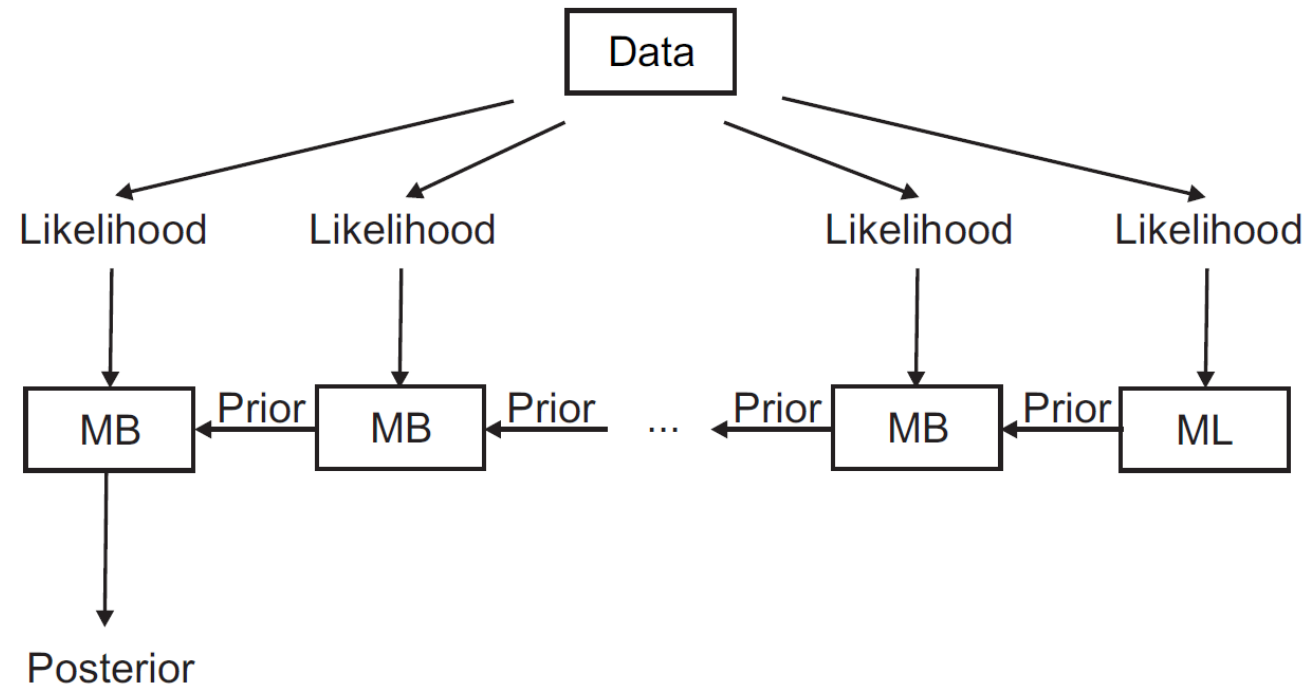 Data
Likelihood Likelihood Likelihood Likelihood
Prior Prior ... Prior Prior
MB MB MB ML
Posterior